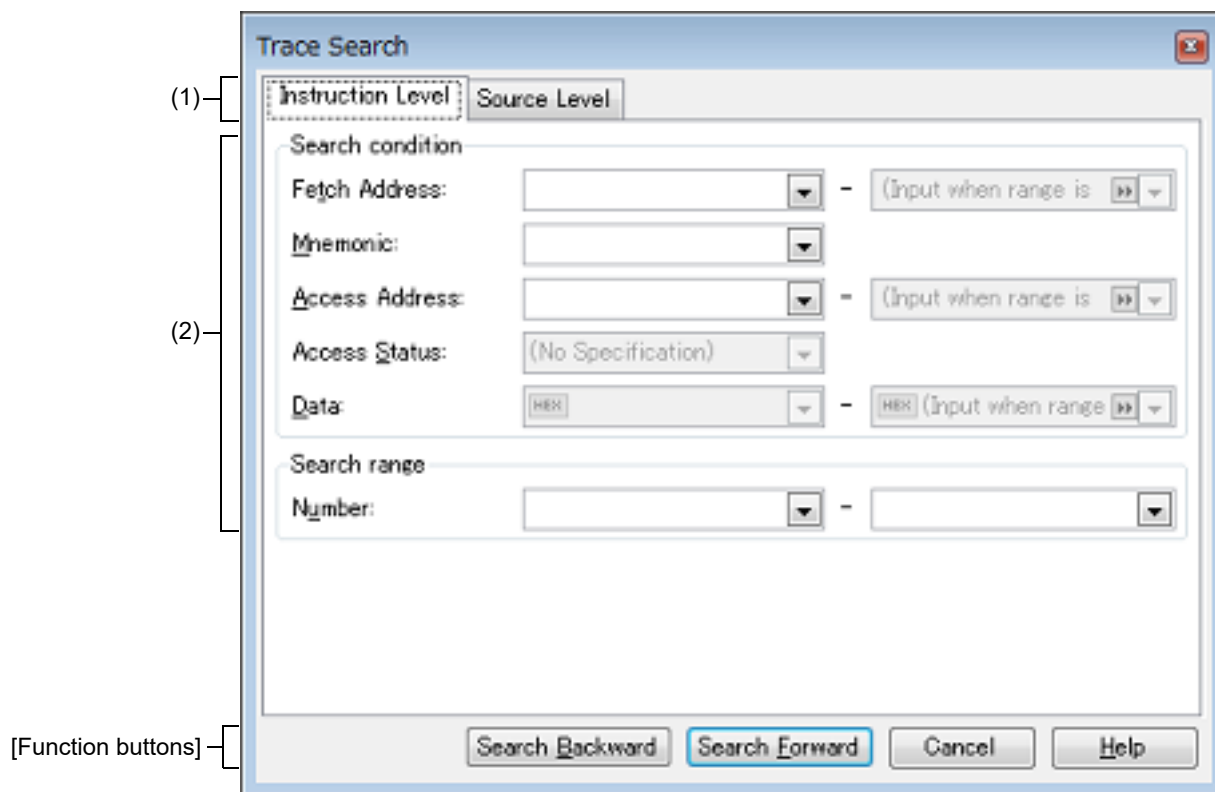 Trace Search
(1)
Instruction Level Source Level
Search condition
Fetch Address: - (Input when range is
Mnemonic:
Access Address: - (Input when range is
(2)
Access Status: (No Specification)
Data: HEX - HEX (Input when range
Search range
Number: -
[Function buttons]
Search Backward Search Forward Cancel Help